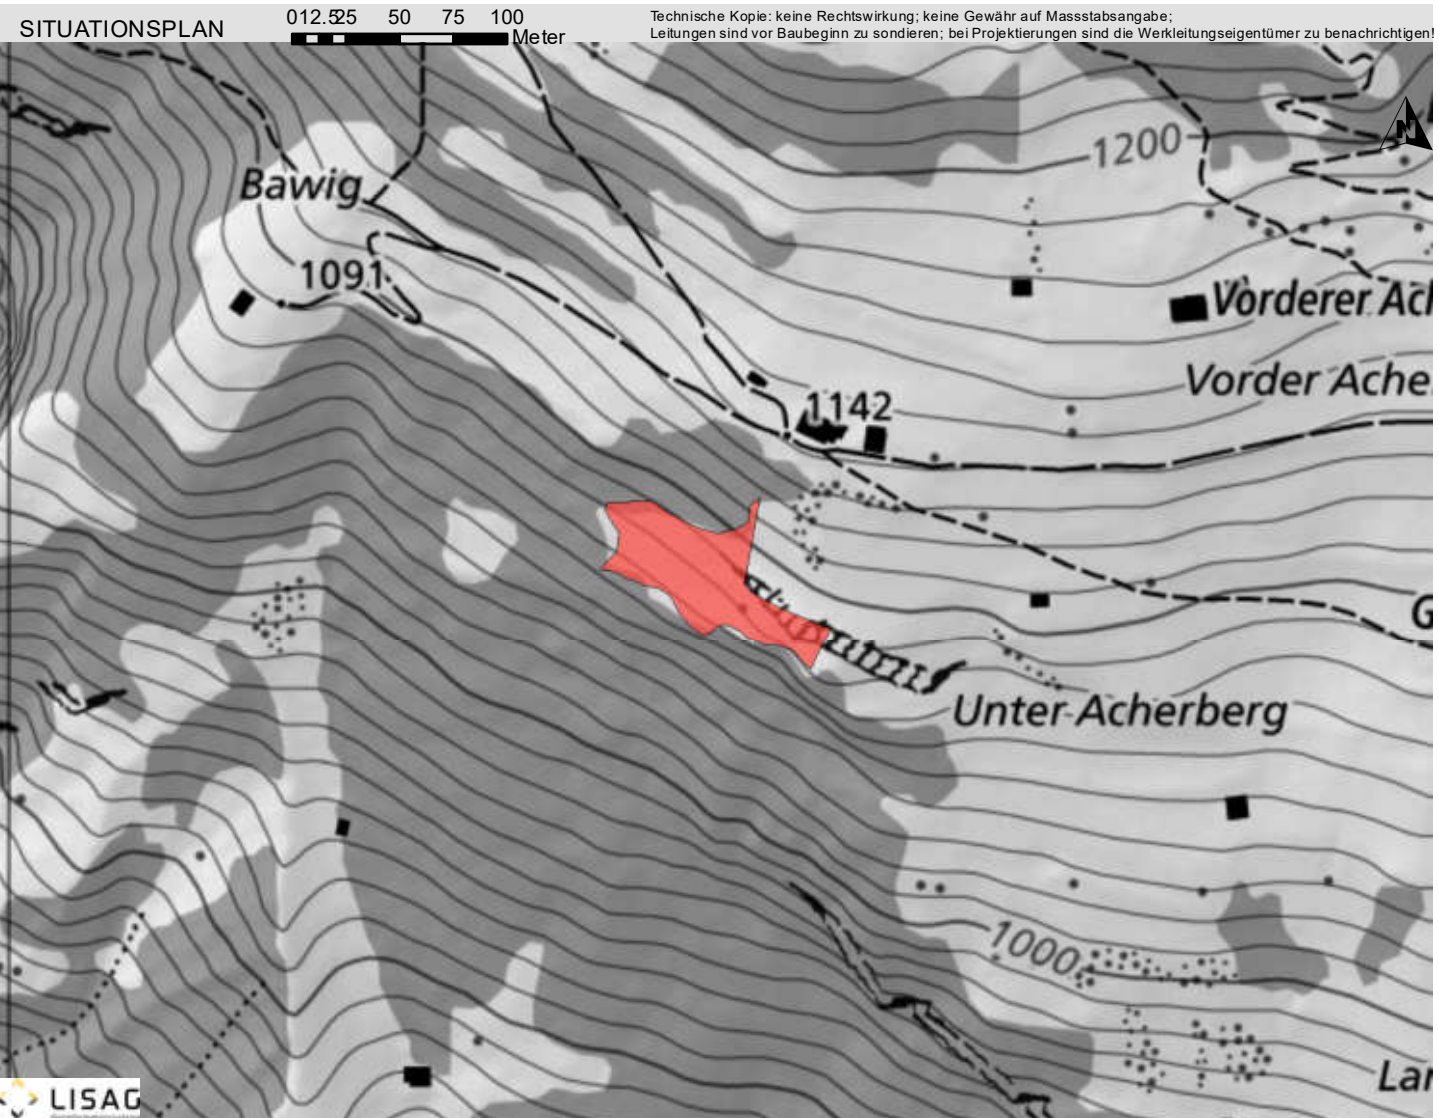 SITUATIONSPLAN
0 12.5 25 50 75 100
Meter
Technische Kopie: keine Rechtswirkung; keine Gewähr auf Massstabsangabe;
Leitungen sind vor Baubeginn zu sondieren; bei Projektierungen sind die Werkleitungseigentümer zu benachrichtigen!
N
1200
Bawig
1091
Vorderer Ach
Vorder Ache
1142
G
Unter-Acherberg
1000
Lan
LISAG